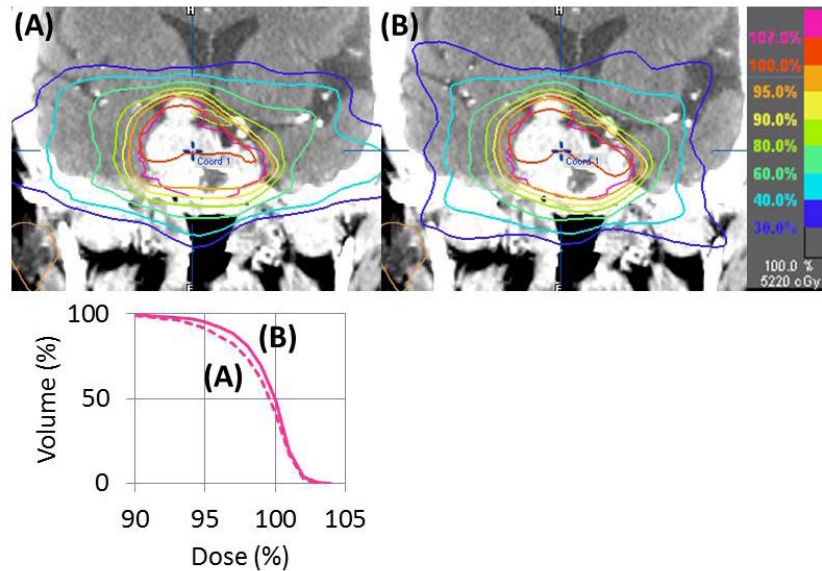 (A)
H
Coord 1
F
(B)
H
Coord 1
107.0%
100.0%
95.0%
90.0%
80.0%
60.0%
40.0%
30.0%
100.0 %
5220 cGy
100
50
0
Volume (%)
(B)
(A)
90 95 100 105
Dose (%)